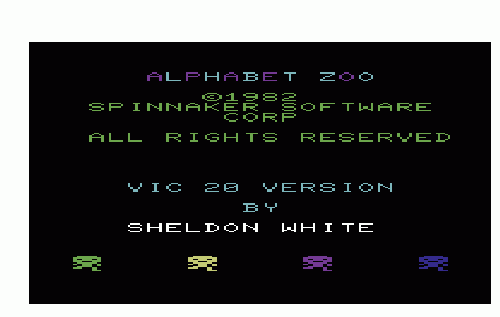 ALPHABET ZOO
©1982
SPINNAKER SOFTWARE
CORP
ALL RIGHTS RESERVED
VIC 20 VERSION
BY
SHELDON WHITE